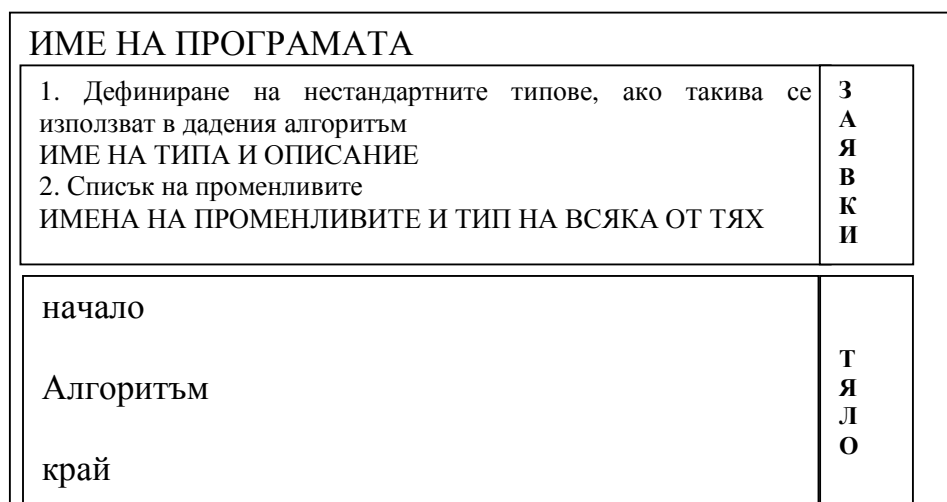 ИМЕ НА ПРОГРАМАТА
1. Дефиниране на нестандартните типове, ако такива се
използват в дадения алгоритъм
ИМЕ НА ТИПА И ОПИСАНИЕ
2. Списък на променливите
ИМЕНА НА ПРОМЕНЛИВИТЕ И ТИП НА ВСЯКА ОТ ТЯХ
З
А
Я
В
К
И
начало
Алгоритъм
край
Т
Я
Л
О